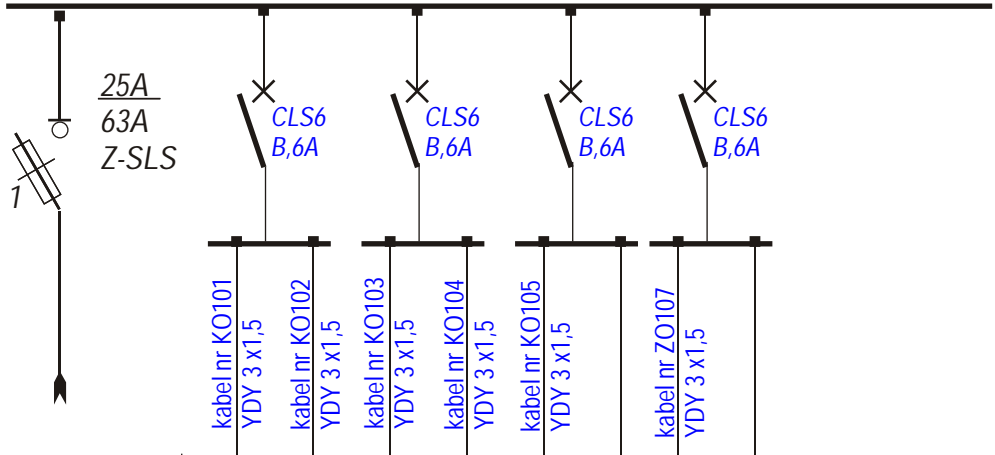 25A
63A
Z-SLS
1
CLS6
B,6A
CLS6
B,6A
CLS6
B,6A
CLS6
B,6A
kabel nr KO101
YDY 3 x1,5
kabel nr KO102
YDY 3 x1,5
kabel nr KO103
YDY 3 x1,5
kabel nr KO104
YDY 3 x1,5
kabel nr KO105
YDY 3 x1,5
kabel nr ZO107
YDY 3 x1,5